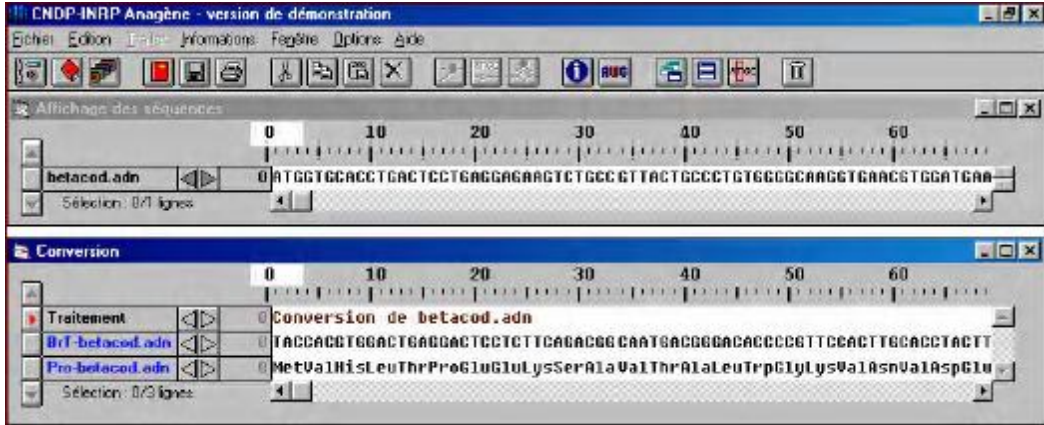 CNDP-INRP Anagène - version de démonstration
Fichier Edition Informations Fenêtre Options Aide
AUG
Affichage des séquences
0 10 20 30 40 50 60
betacod.adn 0 ATGGTGCACCTGACTCCTGAGGAGAAGTCTGCCGTTACTGCCCTGTGGGGCAAGGTGAACGTGGATGAA
Sélection : 0/1 lignes
Conversion
0 10 20 30 40 50 60
Traitement 0 Conversion de betacod.adn
BrT-betacod.adn 0 TACCACGTGGACTGAGGACTCCTCTTCAGACGGCAATGACGGGACACCCCGTTCCACTTGCACCTACTT
Pro-betacod.adn 0 MetValHisLeuThrProGluGluLysSerAlaValThrAlaLeuTrpGlyLysValAsnValAspGlu
Sélection : 0/3 lignes